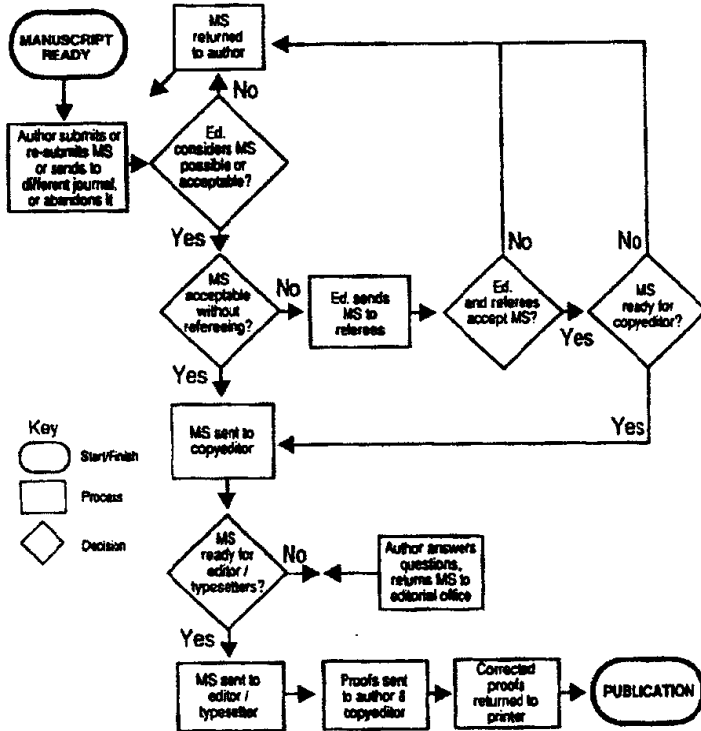 MANUSCRIPT
READY
MS
returned
to author
No
Author submits or
re-submits MS
or sends to
different journal,
or abandons it
Ed.
considers MS
possible or
acceptable?
Yes
No
No
MS
acceptable
without
refereeing?
No
Ed. sends
MS to
referees
Ed.
and referees
accept MS?
Yes
MS
ready for
copyeditor?
Yes
Yes
MS sent to
copyeditor
Key
Start/Finish
Process
Decision
MS
ready for
editor /
typesetters?
No
Author answers
questions,
returns MS to
editorial office
Yes
MS sent to
editor /
typesetter
Proofs sent
to author &
copyeditor
Corrected
proofs
returned to
printer
PUBLICATION